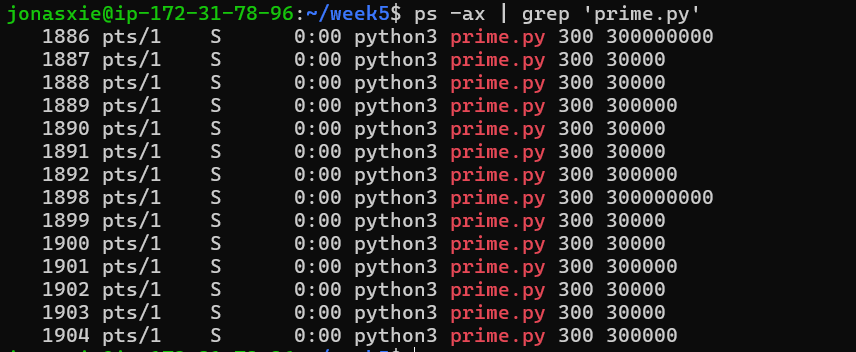 jonasxie@ip-172-31-78-96:~/week5$ ps -ax | grep 'prime.py'
1886 pts/1    S      0:00 python3 prime.py 300 300000000
1887 pts/1    S      0:00 python3 prime.py 300 30000
1888 pts/1    S      0:00 python3 prime.py 300 30000
1889 pts/1    S      0:00 python3 prime.py 300 300000
1890 pts/1    S      0:00 python3 prime.py 300 30000
1891 pts/1    S      0:00 python3 prime.py 300 30000
1892 pts/1    S      0:00 python3 prime.py 300 300000
1898 pts/1    S      0:00 python3 prime.py 300 300000000
1899 pts/1    S      0:00 python3 prime.py 300 30000
1900 pts/1    S      0:00 python3 prime.py 300 30000
1901 pts/1    S      0:00 python3 prime.py 300 300000
1902 pts/1    S      0:00 python3 prime.py 300 30000
1903 pts/1    S      0:00 python3 prime.py 300 30000
1904 pts/1    S      0:00 python3 prime.py 300 300000